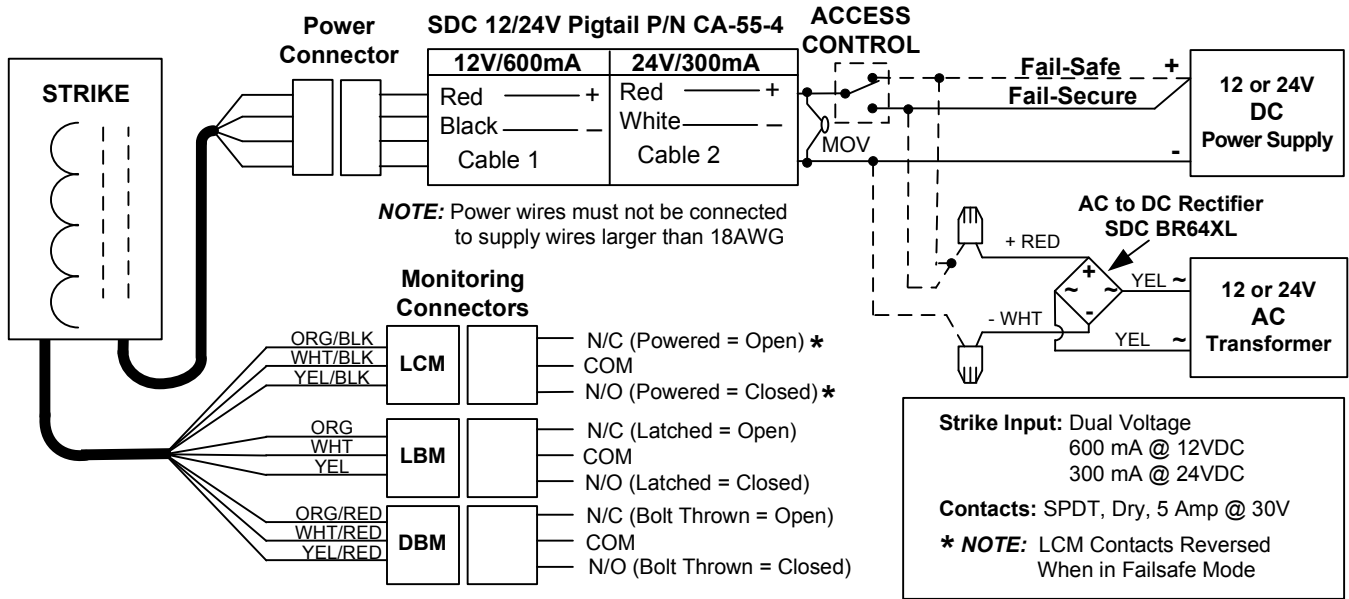 STRIKE
Power
Connector
SDC 12/24V Pigtail P/N CA-55-4
12V/600mA
Red +
Black –
Cable 1
24V/300mA
Red +
White –
Cable 2
ACCESS
CONTROL
MOV
Fail-Safe +
Fail-Secure
-
12 or 24V
DC
Power Supply
NOTE: Power wires must not be connected
to supply wires larger than 18AWG
AC to DC Rectifier
SDC BR64XL
+ RED
- WHT
+
~ ~
-
YEL ~
YEL ~
12 or 24V
AC
Transformer
Monitoring
Connectors
ORG/BLK
WHT/BLK
YEL/BLK
LCM
N/C (Powered = Open) *
COM
N/O (Powered = Closed) *
ORG
WHT
YEL
LBM
N/C (Latched = Open)
COM
N/O (Latched = Closed)
ORG/RED
WHT/RED
YEL/RED
DBM
N/C (Bolt Thrown = Open)
COM
N/O (Bolt Thrown = Closed)
Strike Input: Dual Voltage
600 mA @ 12VDC
300 mA @ 24VDC
Contacts: SPDT, Dry, 5 Amp @ 30V
* NOTE: LCM Contacts Reversed
When in Failsafe Mode